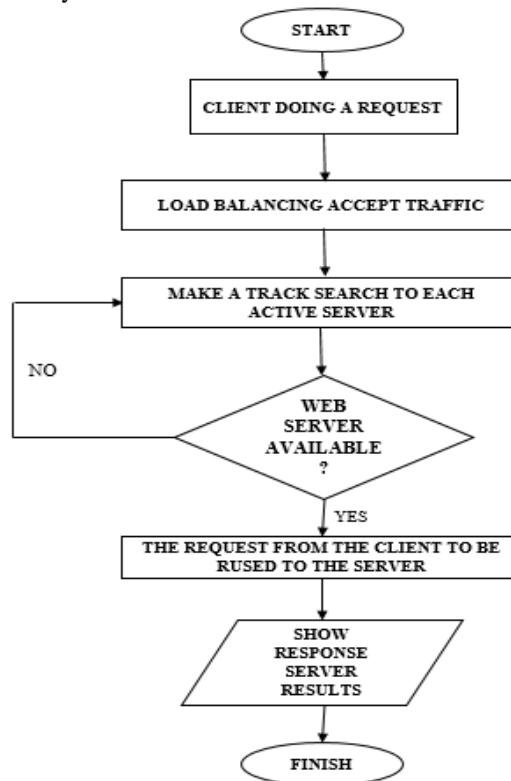 START
CLIENT DOING A REQUEST
LOAD BALANCING ACCEPT TRAFFIC
MAKE A TRACK SEARCH TO EACH
ACTIVE SERVER
NO
WEB
SERVER
AVAILABLE
?
YES
THE REQUEST FROM THE CLIENT TO BE
RUSED TO THE SERVER
SHOW
RESPONSE
SERVER
RESULTS
FINISH